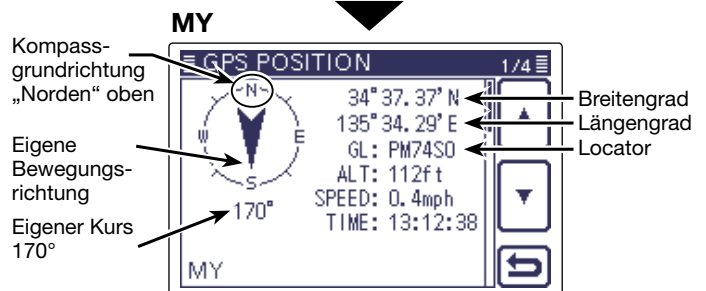 MY
Kompass-
grundrichtung
„Norden“ oben
Eigene
Bewegungs-
richtung
Eigener Kurs
170°
GPS POSITION
1/4
N
W
E
S
170°
34°37.37'N
135°34.29'E
GL: PM74SO
ALT: 112ft
SPEED: 0.4mph
TIME: 13:12:38
MY
Breitengrad
Längengrad
Locator